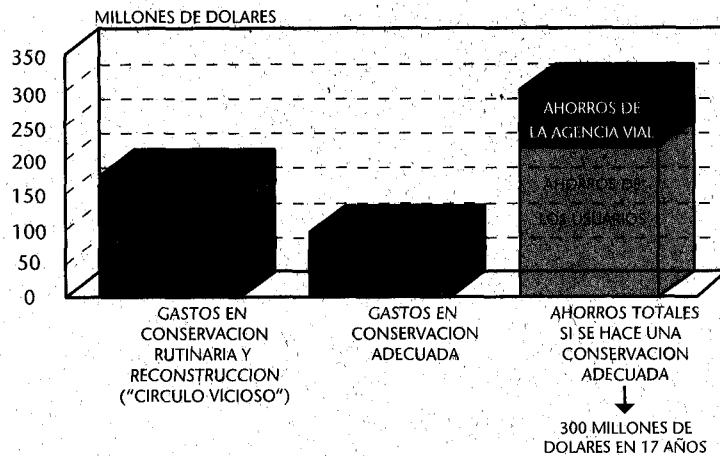 MILLONES DE DOLARES
350
300
250
200
150
100
50
0
AHORROS DE
LA AGENCIA VIAL
AHORROS DE
LOS USUARIOS
GASTOS EN
CONSERVACION
RUTINARIA Y
RECONSTRUCCION
("CIRCULO VICIOSO")
GASTOS EN
CONSERVACION
ADECUADA
AHORROS TOTALES
SI SE HACE UNA
CONSERVACION
ADECUADA
300 MILLONES DE
DOLARES EN 17 AÑOS